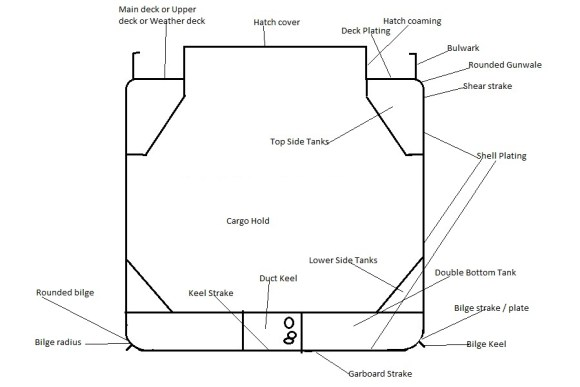 Main deck or Upper
deck or Weather deck
Hatch cover
Hatch coaming
Deck Plating
Bulwark
Rounded Gunwale
Shear strake
Top Side Tanks
Shell Plating
Cargo Hold
Lower Side Tanks
Double Bottom Tank
Duct Keel
Keel Strake
Rounded bilge
Bilge strake / plate
Bilge radius
Bilge Keel
Garboard Strake